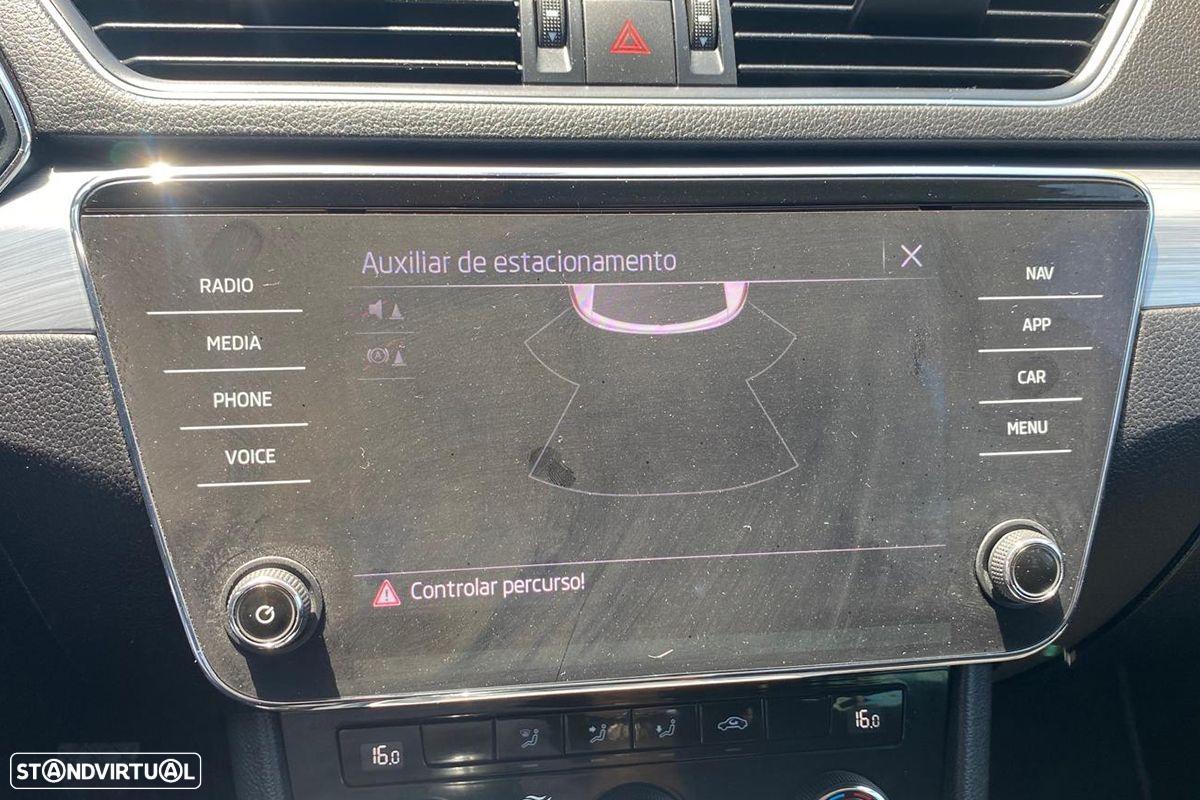 Auxiliar de estacionamento
RADIO
MEDIA
PHONE
VOICE
NAV
APP
CAR
MENU
Controlar percurso!
16.0
16.0
STANDVIRTUAL